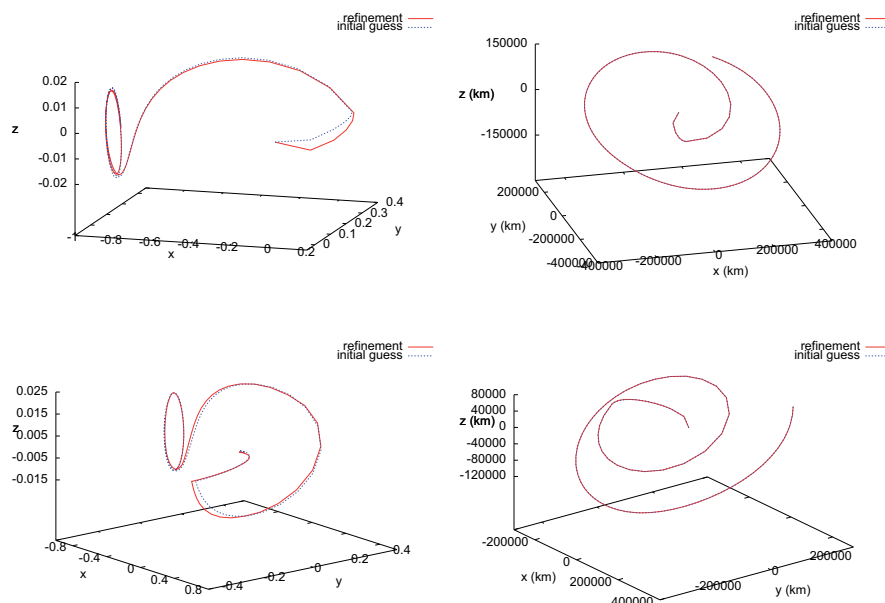 refinement
initial guess
0.02
0.01
0
-0.01
-0.02
z
-1
-0.8
-0.6
-0.4
-0.2
0
0.2
x
0
0.1
0.2
0.3
0.4
y
refinement
initial guess
150000
0
-150000
z (km)
200000
0
-200000
-400000
y (km)
-400000
-200000
0
200000
400000
x (km)
refinement
initial guess
0.025
0.015
0.005
-0.005
-0.015
z
-0.8
-0.4
0
0.4
0.8
x
-0.4
-0.2
0
0.2
0.4
y
refinement
initial guess
80000
40000
0
-40000
-80000
-120000
z (km)
-200000
0
200000
400000
x (km)
-200000
0
200000
y (km)